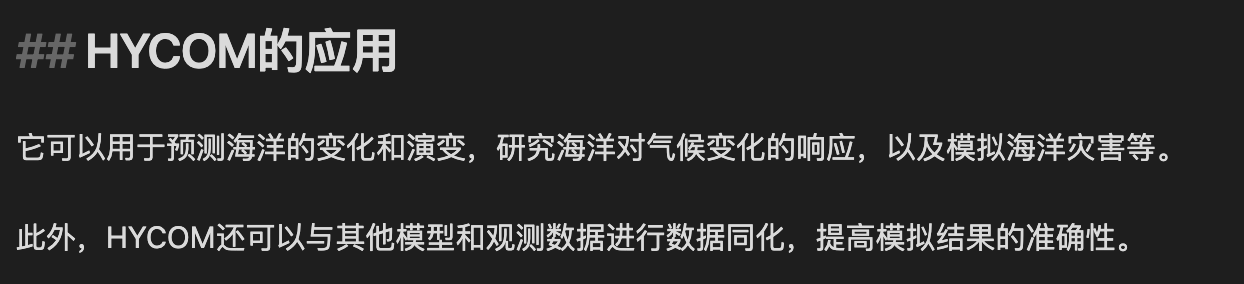 ## HYCOM的应用
它可以用于预测海洋的变化和演变，研究海洋对气候变化的响应，以及模拟海洋灾害等。
此外，HYCOM还可以与其他模型和观测数据进行数据同化，提高模拟结果的准确性。